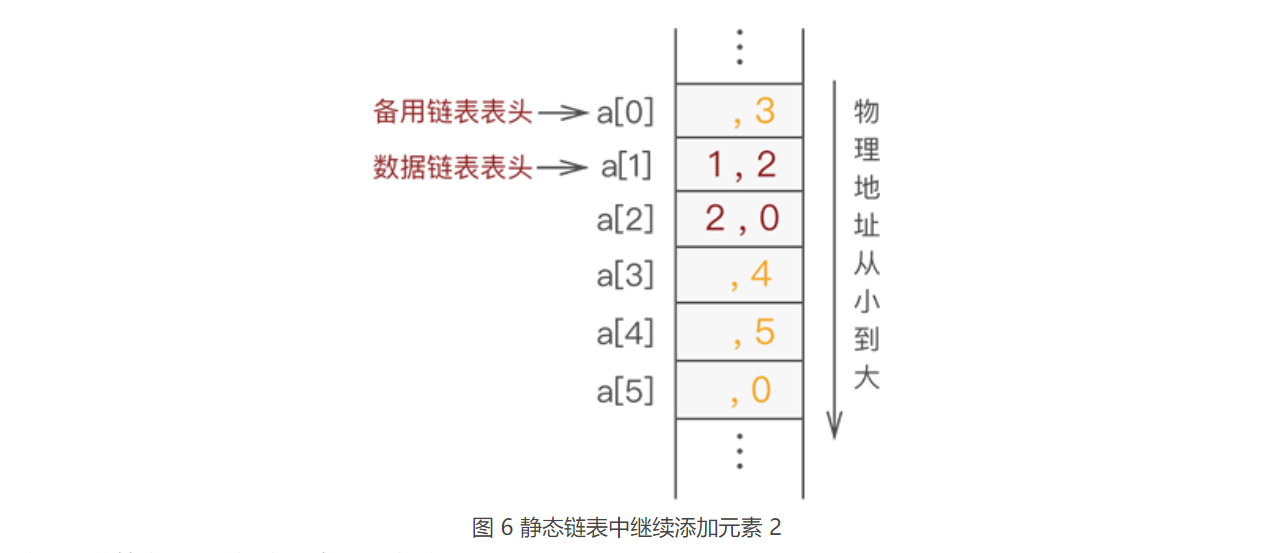 备用链表表头 a[0] , 3
数据链表表头 a[1] 1 , 2
a[2] 2 , 0
a[3] , 4
a[4] , 5
a[5] , 0
物理地址从小到大
图 6 静态链表中继续添加元素 2